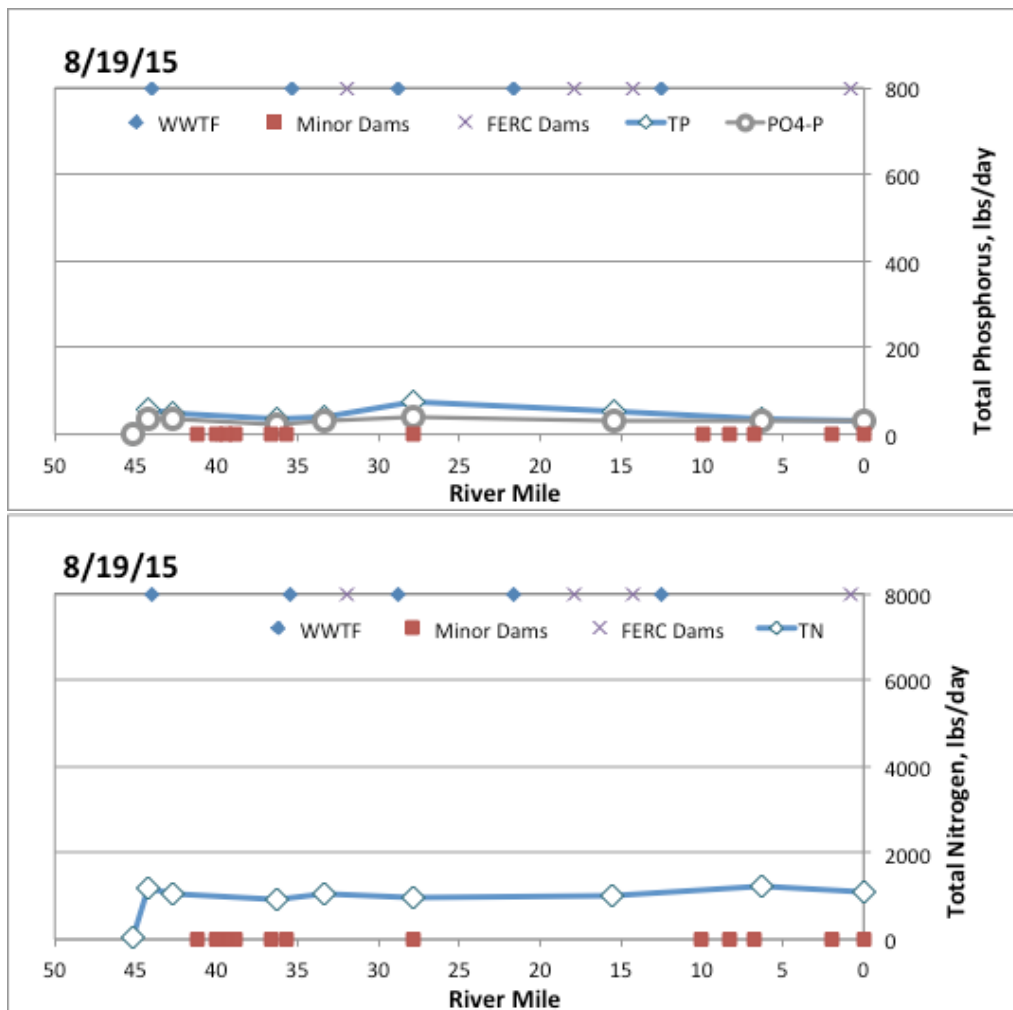 8/19/15
WWTF Minor Dams FERC Dams TP PO4-P
800
600
400
200
0
Total Phosphorus, lbs/day
50 45 40 35 30 25 20 15 10 5 0
River Mile
8/19/15
WWTF Minor Dams FERC Dams TN
8000
6000
4000
2000
0
Total Nitrogen, lbs/day
50 45 40 35 30 25 20 15 10 5 0
River Mile